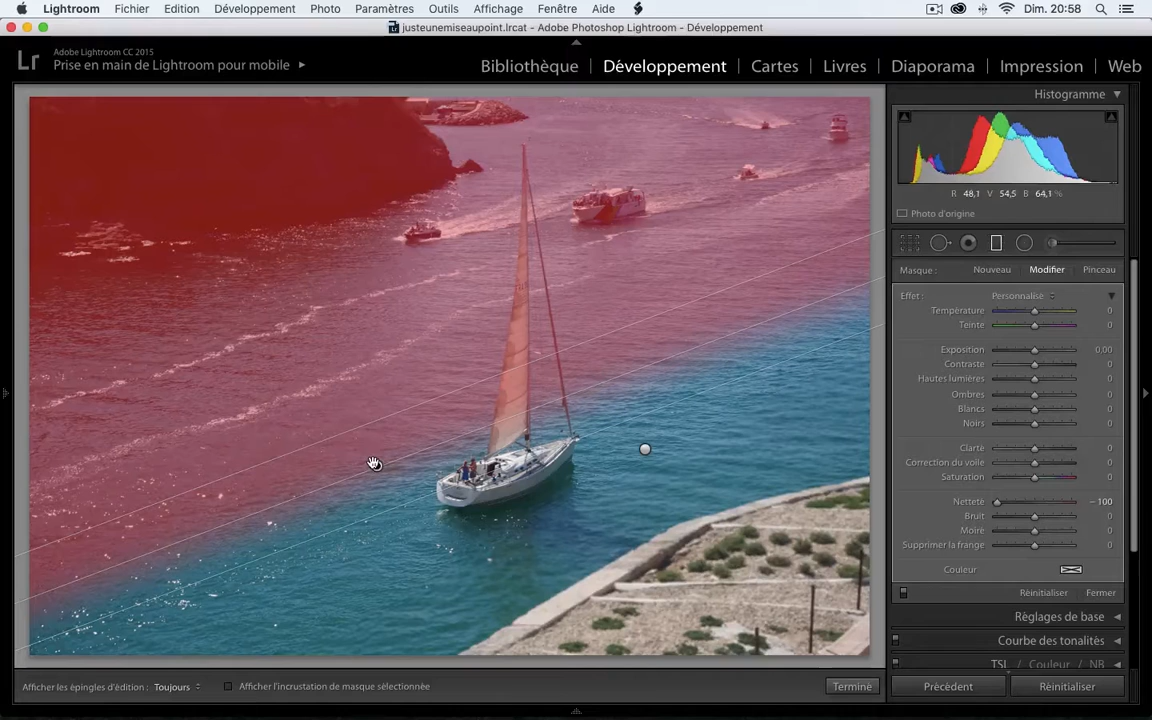 Lightroom Fichier Edition Développement Photo Paramètres Outils Affichage Fenêtre Aide Dim. 20:58
justeunemiseaupoint.lrcat - Adobe Photoshop Lightroom - Développement
Lr
Adobe Lightroom CC 2015
Prise en main de Lightroom pour mobile
Bibliothèque Développement Cartes Livres Diaporama Impression Web
Histogramme
R 48,1 V 54,5 B 64,1 %
Photo d'origine
Masque : Nouveau Modifier Pinceau
Effet : Personnalisé
Température 0
Teinte 0
Exposition 0,00
Contraste 0
Hautes lumières 0
Ombres 0
Blancs 0
Noirs 0
Clarté 0
Correction du voile 0
Saturation 0
Netteté – 100
Bruit 0
Moiré 0
Supprimer la frange 0
Couleur
Réinitialiser Fermer
Réglages de base
Courbe des tonalités
TSI / Couleur / NB
Afficher les épingles d'édition : Toujours Afficher l'incrustation de masque sélectionnée Terminé Précédent Réinitialiser